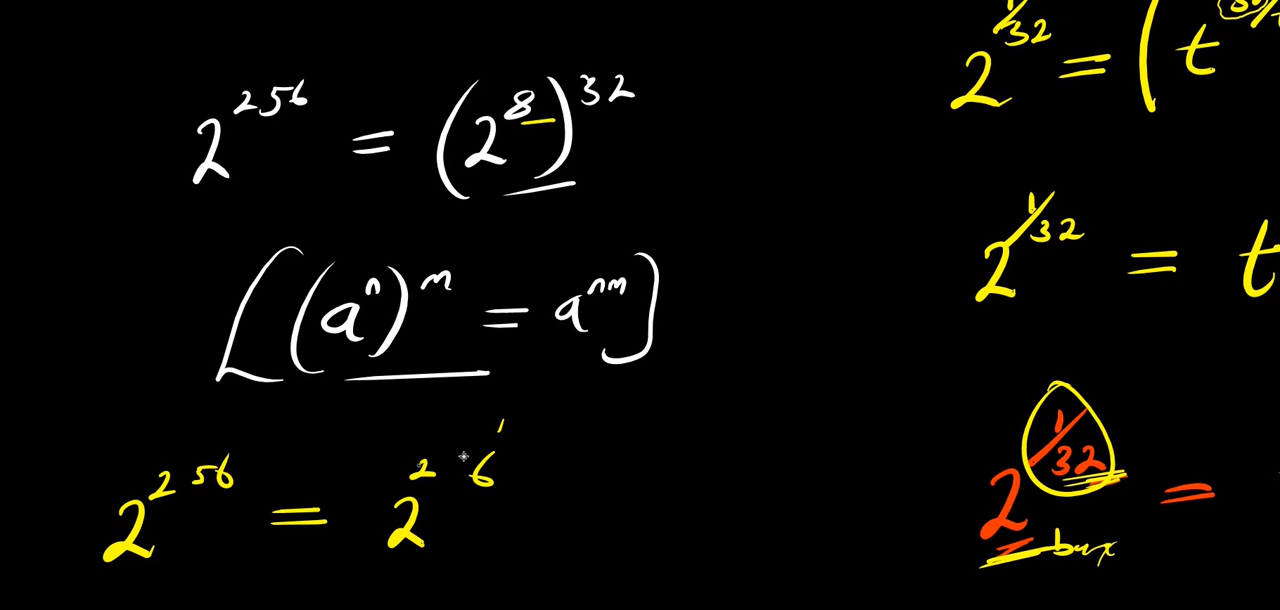 2^256 = (2^8)^32
[(a^n)^m = a^nm]
2^256 = 2^2 6
2^1/32 = (t
2^1/32 = t
2^1/32 =